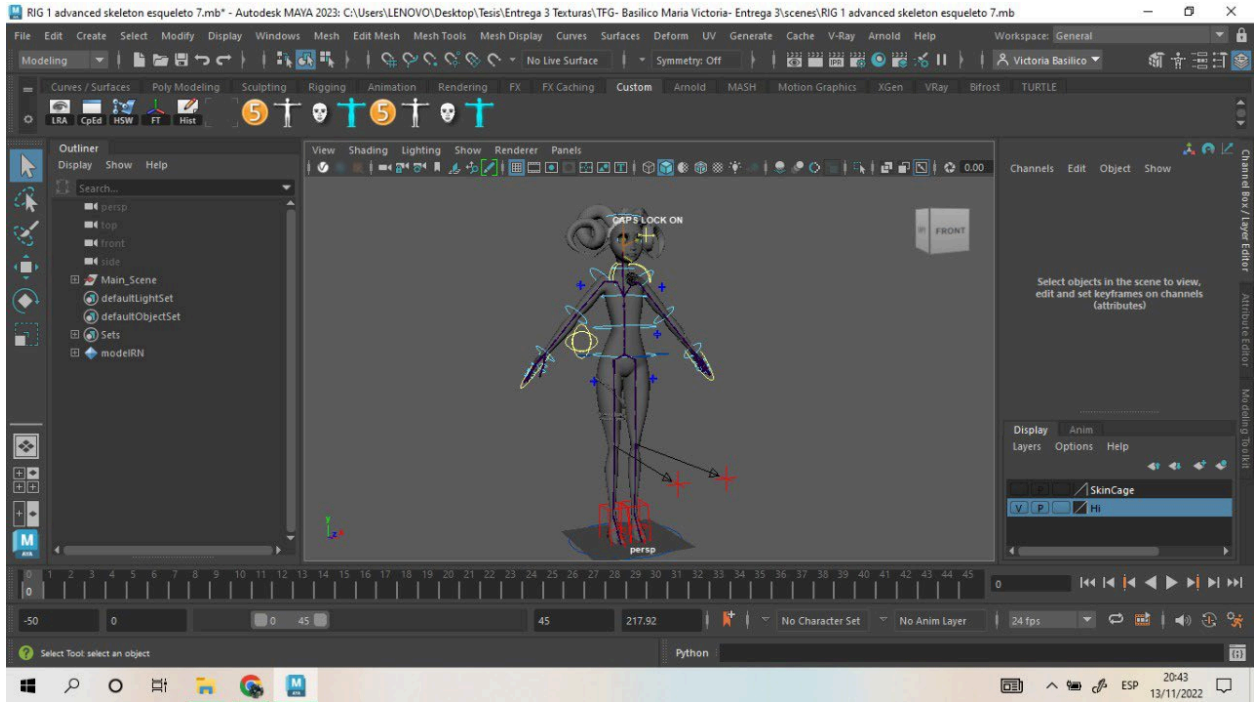 RIG 1 advanced skeleton esqueleto 7.mb* - Autodesk MAYA 2023: C:\Users\LENOVO\Desktop\Tesis\Entrega 3 Texturas\TFG- Basilico Maria Victoria- Entrega 3\scenes\RIG 1 advanced skeleton esqueleto 7.mb
File Edit Create Select Modify Display Windows Mesh Edit Mesh Mesh Tools Mesh Display Curves Surfaces Deform UV Generate Cache V-Ray Arnold Help Workspace: General
Modeling No Live Surface Symmetry: Off Victoria Basilico
Curves / Surfaces Poly Modeling Sculpting Rigging Animation Rendering FX FX Caching Custom Arnold MASH Motion Graphics XGen VRay Bifrost TURTLE
LRA CpEd HSW FT Hist 5 5
Outliner
Display Show Help
Search...
persp
top
front
side
Main_Scene
defaultLightSet
defaultObjectSet
Sets
modelRN
View Shading Lighting Show Renderer Panels
0.00
CAPS LOCK ON
FRONT
persp
Channels Edit Object Show
Select objects in the scene to view,
edit and set keyframes on channels
(attributes)
Channel Box / Layer Editor
Attribute Editor
Modeling Toolkit
Display Anim
Layers Options Help
SkinCage
V P Hi
0 1 2 3 4 5 6 7 8 9 10 11 12 13 14 15 16 17 18 19 20 21 22 23 24 25 26 27 28 29 30 31 32 33 34 35 36 37 38 39 40 41 42 43 44 45
0 0
-50 0 0 45 45 217.92 No Character Set No Anim Layer 24 fps
Select Tool: select an object Python
ESP 20:43
13/11/2022